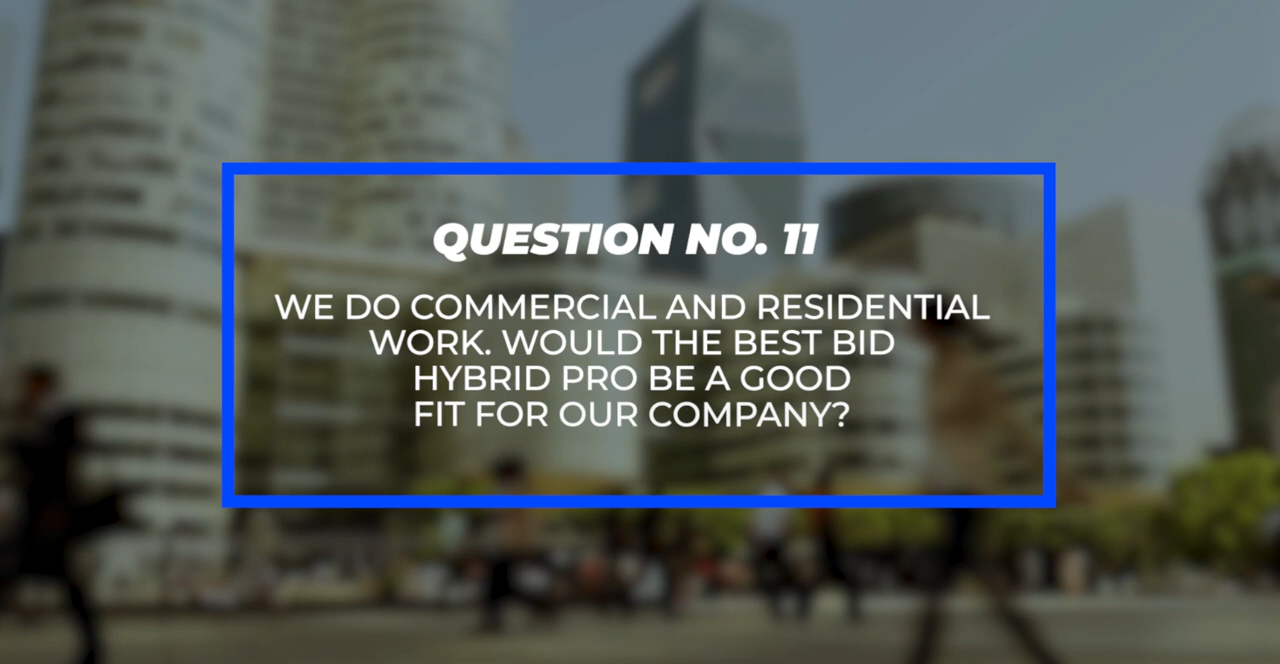 QUESTION NO. 11
WE DO COMMERCIAL AND RESIDENTIAL
WORK. WOULD THE BEST BID
HYBRID PRO BE A GOOD
FIT FOR OUR COMPANY?